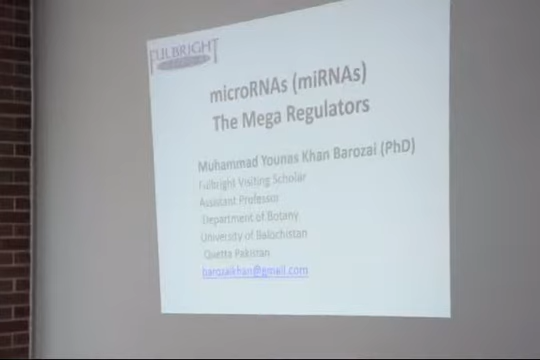 FULBRIGHT
microRNAs (miRNAs)
The Mega Regulators
Muhammad Younas Khan Barozai (PhD)
Fulbright Visiting Scholar
Assistant Professor
Department of Botany
University of Balochistan
Quetta Pakistan
barozaikhan@gmail.com